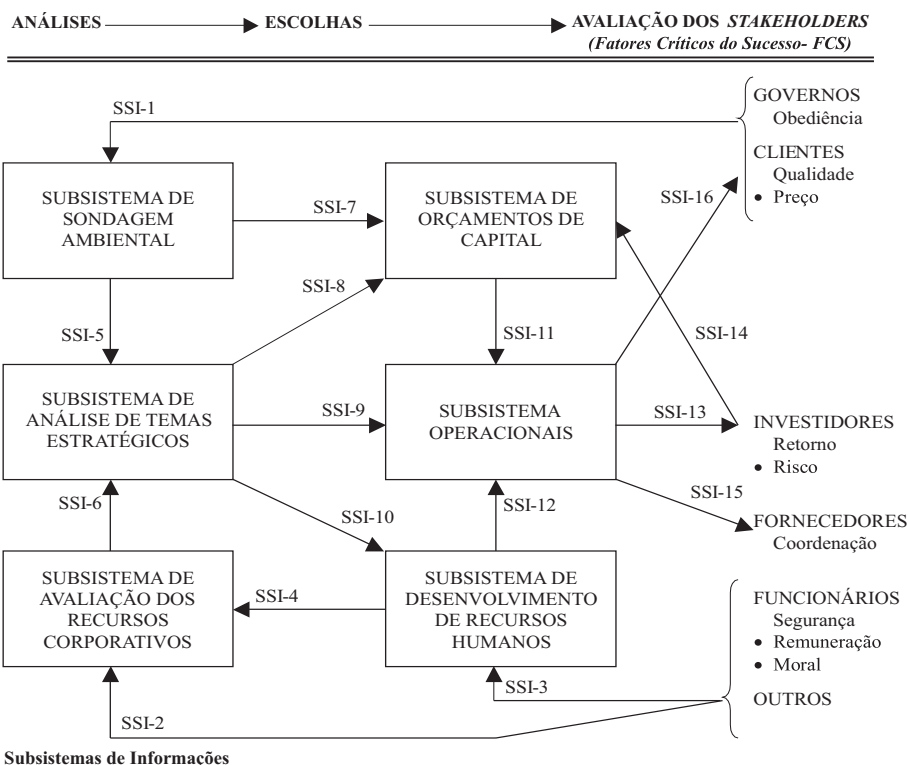 ANÁLISES ESCOLHAS AVALIAÇÃO DOS STAKEHOLDERS
(Fatores Críticos do Sucesso- FCS)
SSI-1
GOVERNOS
Obediência
CLIENTES
Qualidade
• Preço
SUBSISTEMA DE
SONDAGEM
AMBIENTAL
SSI-7
SUBSISTEMA DE
ORÇAMENTOS DE
CAPITAL
SSI-16
SSI-8
SSI-5
SSI-11
SSI-14
SUBSISTEMA DE
ANÁLISE DE TEMAS
ESTRATÉGICOS
SSI-9
SUBSISTEMA
OPERACIONAIS
SSI-13
INVESTIDORES
Retorno
• Risco
SSI-6
SSI-10
SSI-12
SSI-15
FORNECEDORES
Coordenação
SUBSISTEMA DE
AVALIAÇÃO DOS
RECURSOS
CORPORATIVOS
SSI-4
SUBSISTEMA DE
DESENVOLVIMENTO
DE RECURSOS
HUMANOS
FUNCIONÁRIOS
Segurança
• Remuneração
• Moral
OUTROS
SSI-3
SSI-2
Subsistemas de Informações